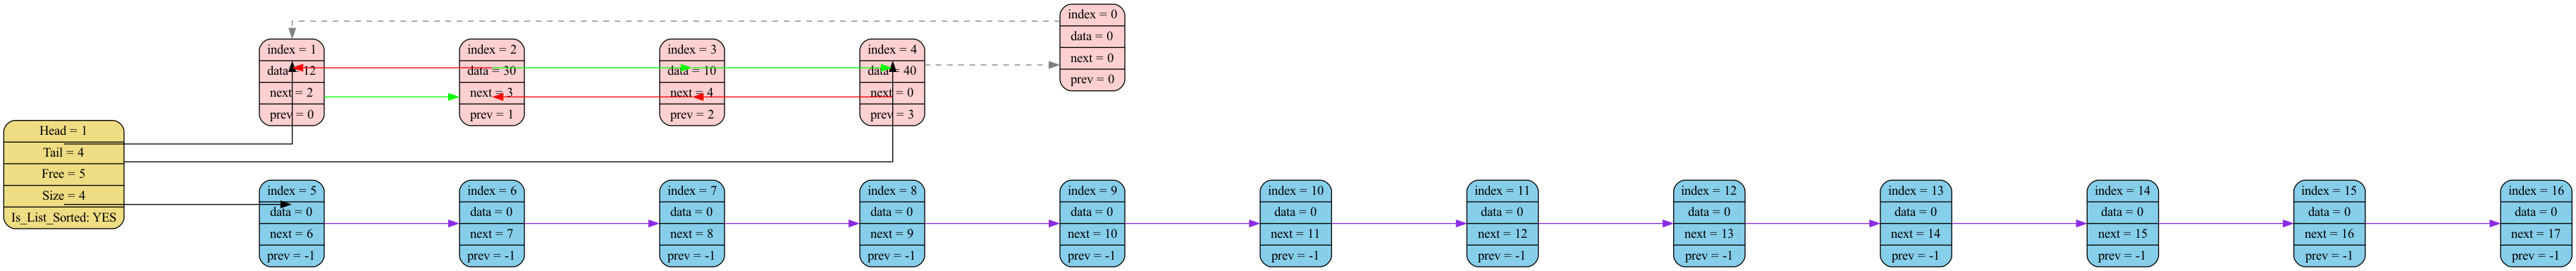 index = 0
data = 0
next = 0
prev = 0
index = 1
data = 12
next = 2
prev = 0
index = 2
data = 30
next = 3
prev = 1
index = 3
data = 10
next = 4
prev = 2
index = 4
data = 40
next = 0
prev = 3
Head = 1
Tail = 4
Free = 5
Size = 4
Is_List_Sorted: YES
index = 5
data = 0
next = 6
prev = -1
index = 6
data = 0
next = 7
prev = -1
index = 7
data = 0
next = 8
prev = -1
index = 8
data = 0
next = 9
prev = -1
index = 9
data = 0
next = 10
prev = -1
index = 10
data = 0
next = 11
prev = -1
index = 11
data = 0
next = 12
prev = -1
index = 12
data = 0
next = 13
prev = -1
index = 13
data = 0
next = 14
prev = -1
index = 14
data = 0
next = 15
prev = -1
index = 15
data = 0
next = 16
prev = -1
index = 16
data = 0
next = 17
prev = -1